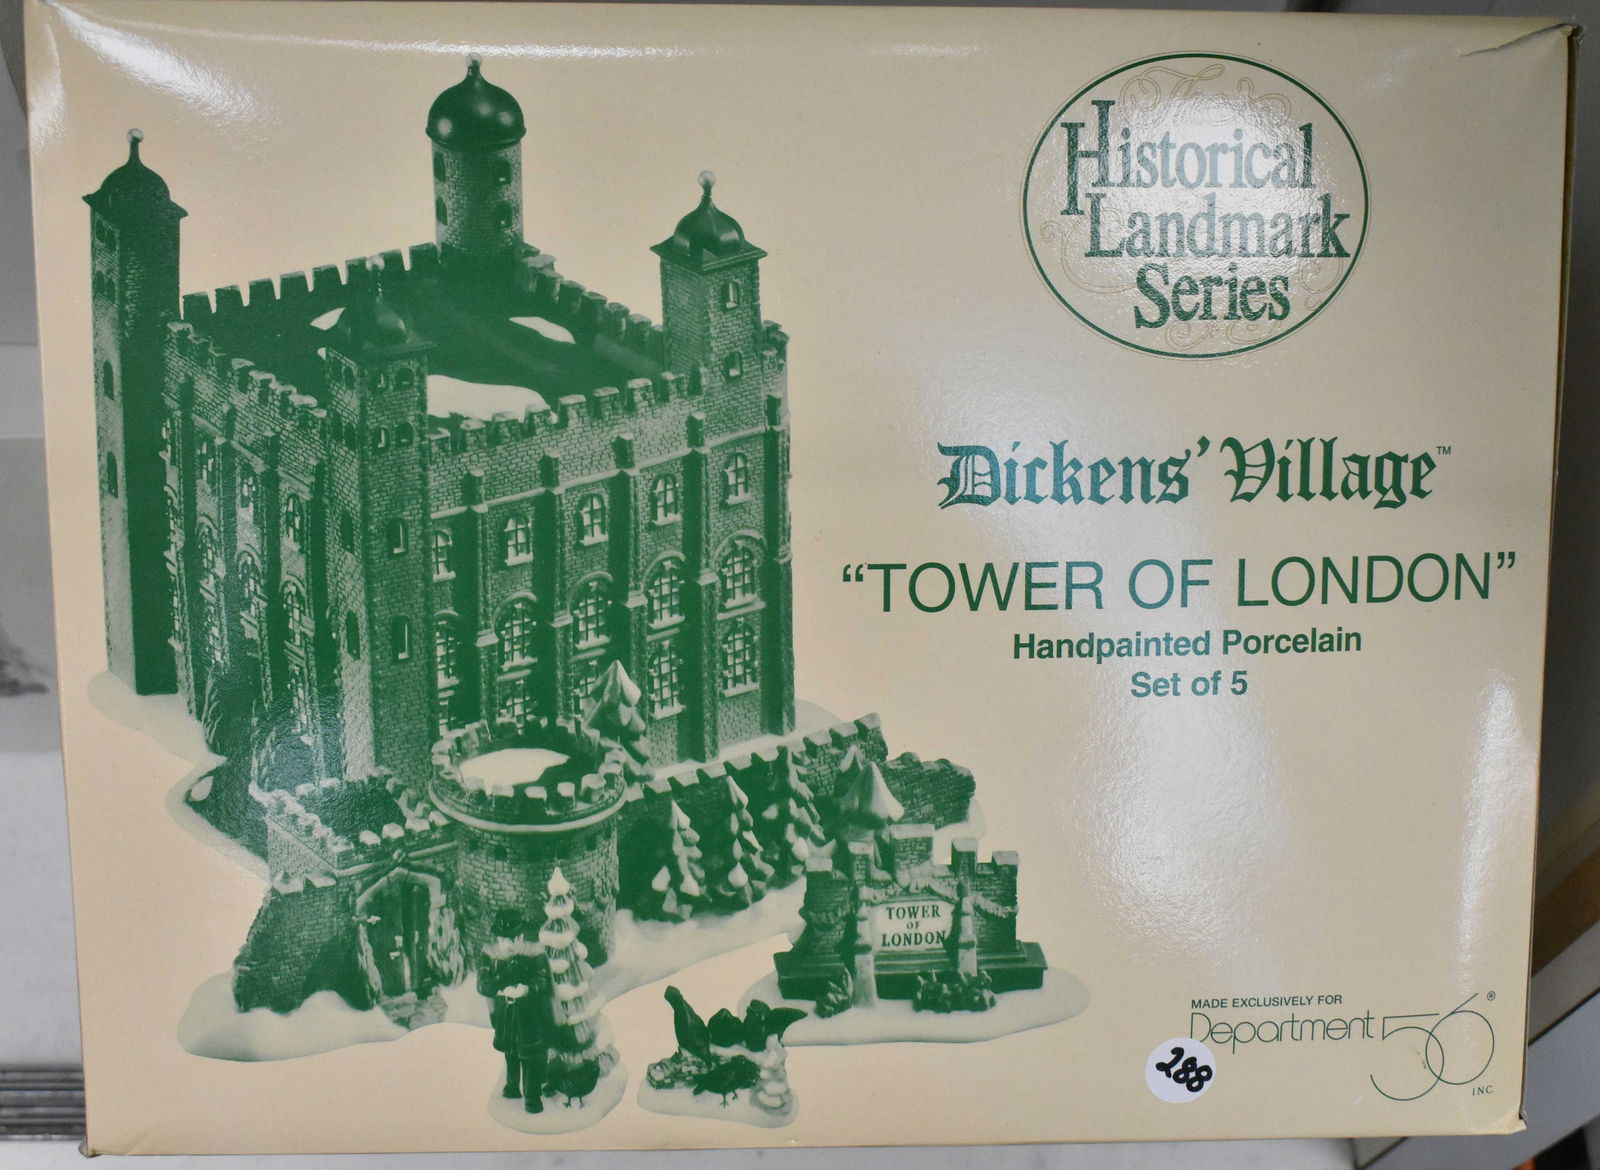 The
Historical
Landmark
Series
Dickens' Village™
"TOWER OF LONDON"
Handpainted Porcelain
Set of 5
TOWER
OF
LONDON
MADE EXCLUSIVELY FOR
Department 56®
INC.
288